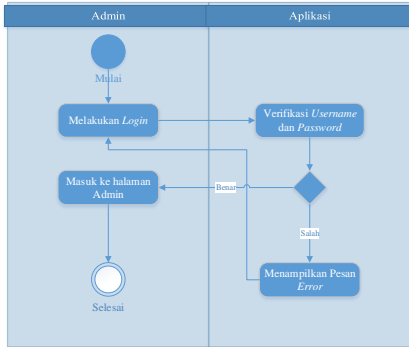 Admin
Aplikasi
Mulai
Melakukan Login
Verifikasi Username
dan Password
Masuk ke halaman
Admin
Benar
Salah
Menampilkan Pesan
Error
Selesai